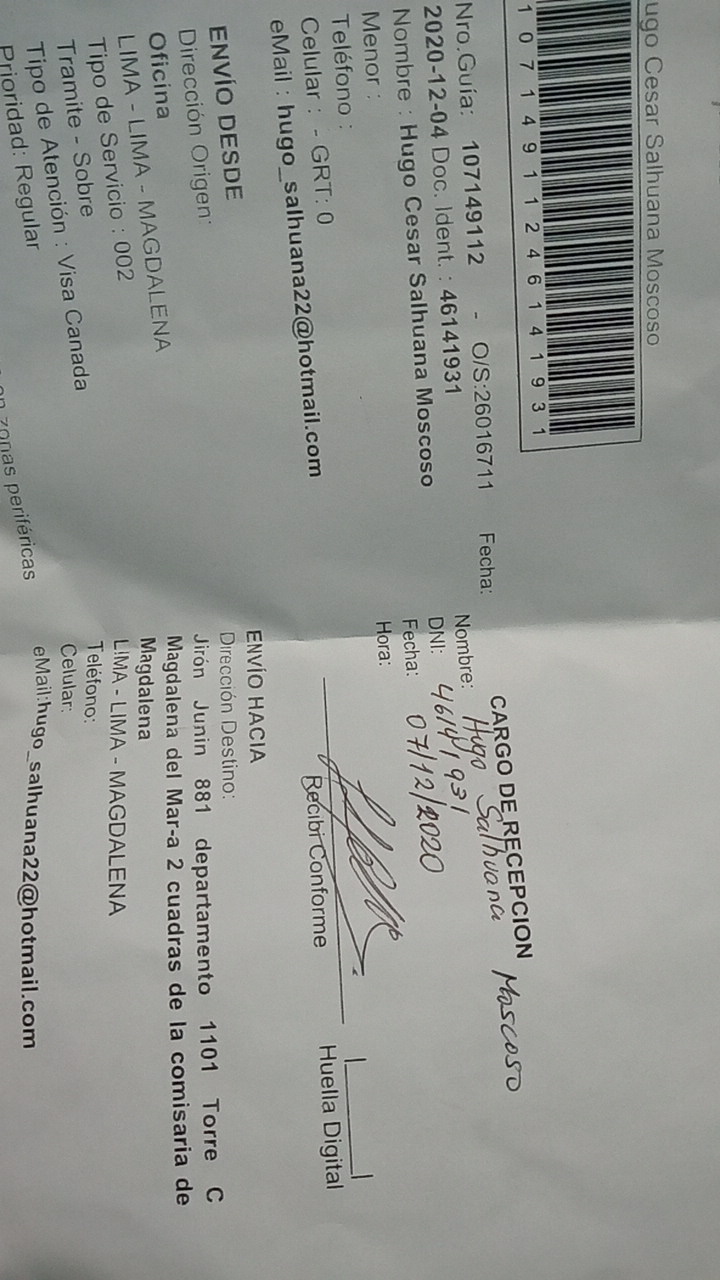 ugo Cesar Salhuana Moscoso
1 0 7 1 4 9 1 1 2 4 6 1 4 1 9 3 1
Nro.Guía: 107149112 - O/S:26016711 Fecha:
2020-12-04 Doc. Ident. : 46141931
Nombre : Hugo Cesar Salhuana Moscoso
Menor :
Teléfono :
Celular : - GRT: 0
eMail : hugo_salhuana22@hotmail.com
ENVÍO DESDE
Dirección Origen:
Oficina
LIMA - LIMA - MAGDALENA
Tipo de Servicio : 002
Tramite - Sobre
Tipo de Atención : Visa Canada
Prioridad: Regular
en zonas periféricas
CARGO DE RECEPCION
Nombre: Hugo Salhuana Moscoso
DNI: 46141931
Fecha: 07/12/2020
Hora:
Recibi Conforme
Huella Digital
ENVÍO HACIA
Dirección Destino:
Jirón Junin 881 departamento 1101 Torre C
Magdalena del Mar-a 2 cuadras de la comisaria de
Magdalena
LIMA - LIMA - MAGDALENA
Teléfono:
Celular:
eMail:hugo_salhuana22@hotmail.com